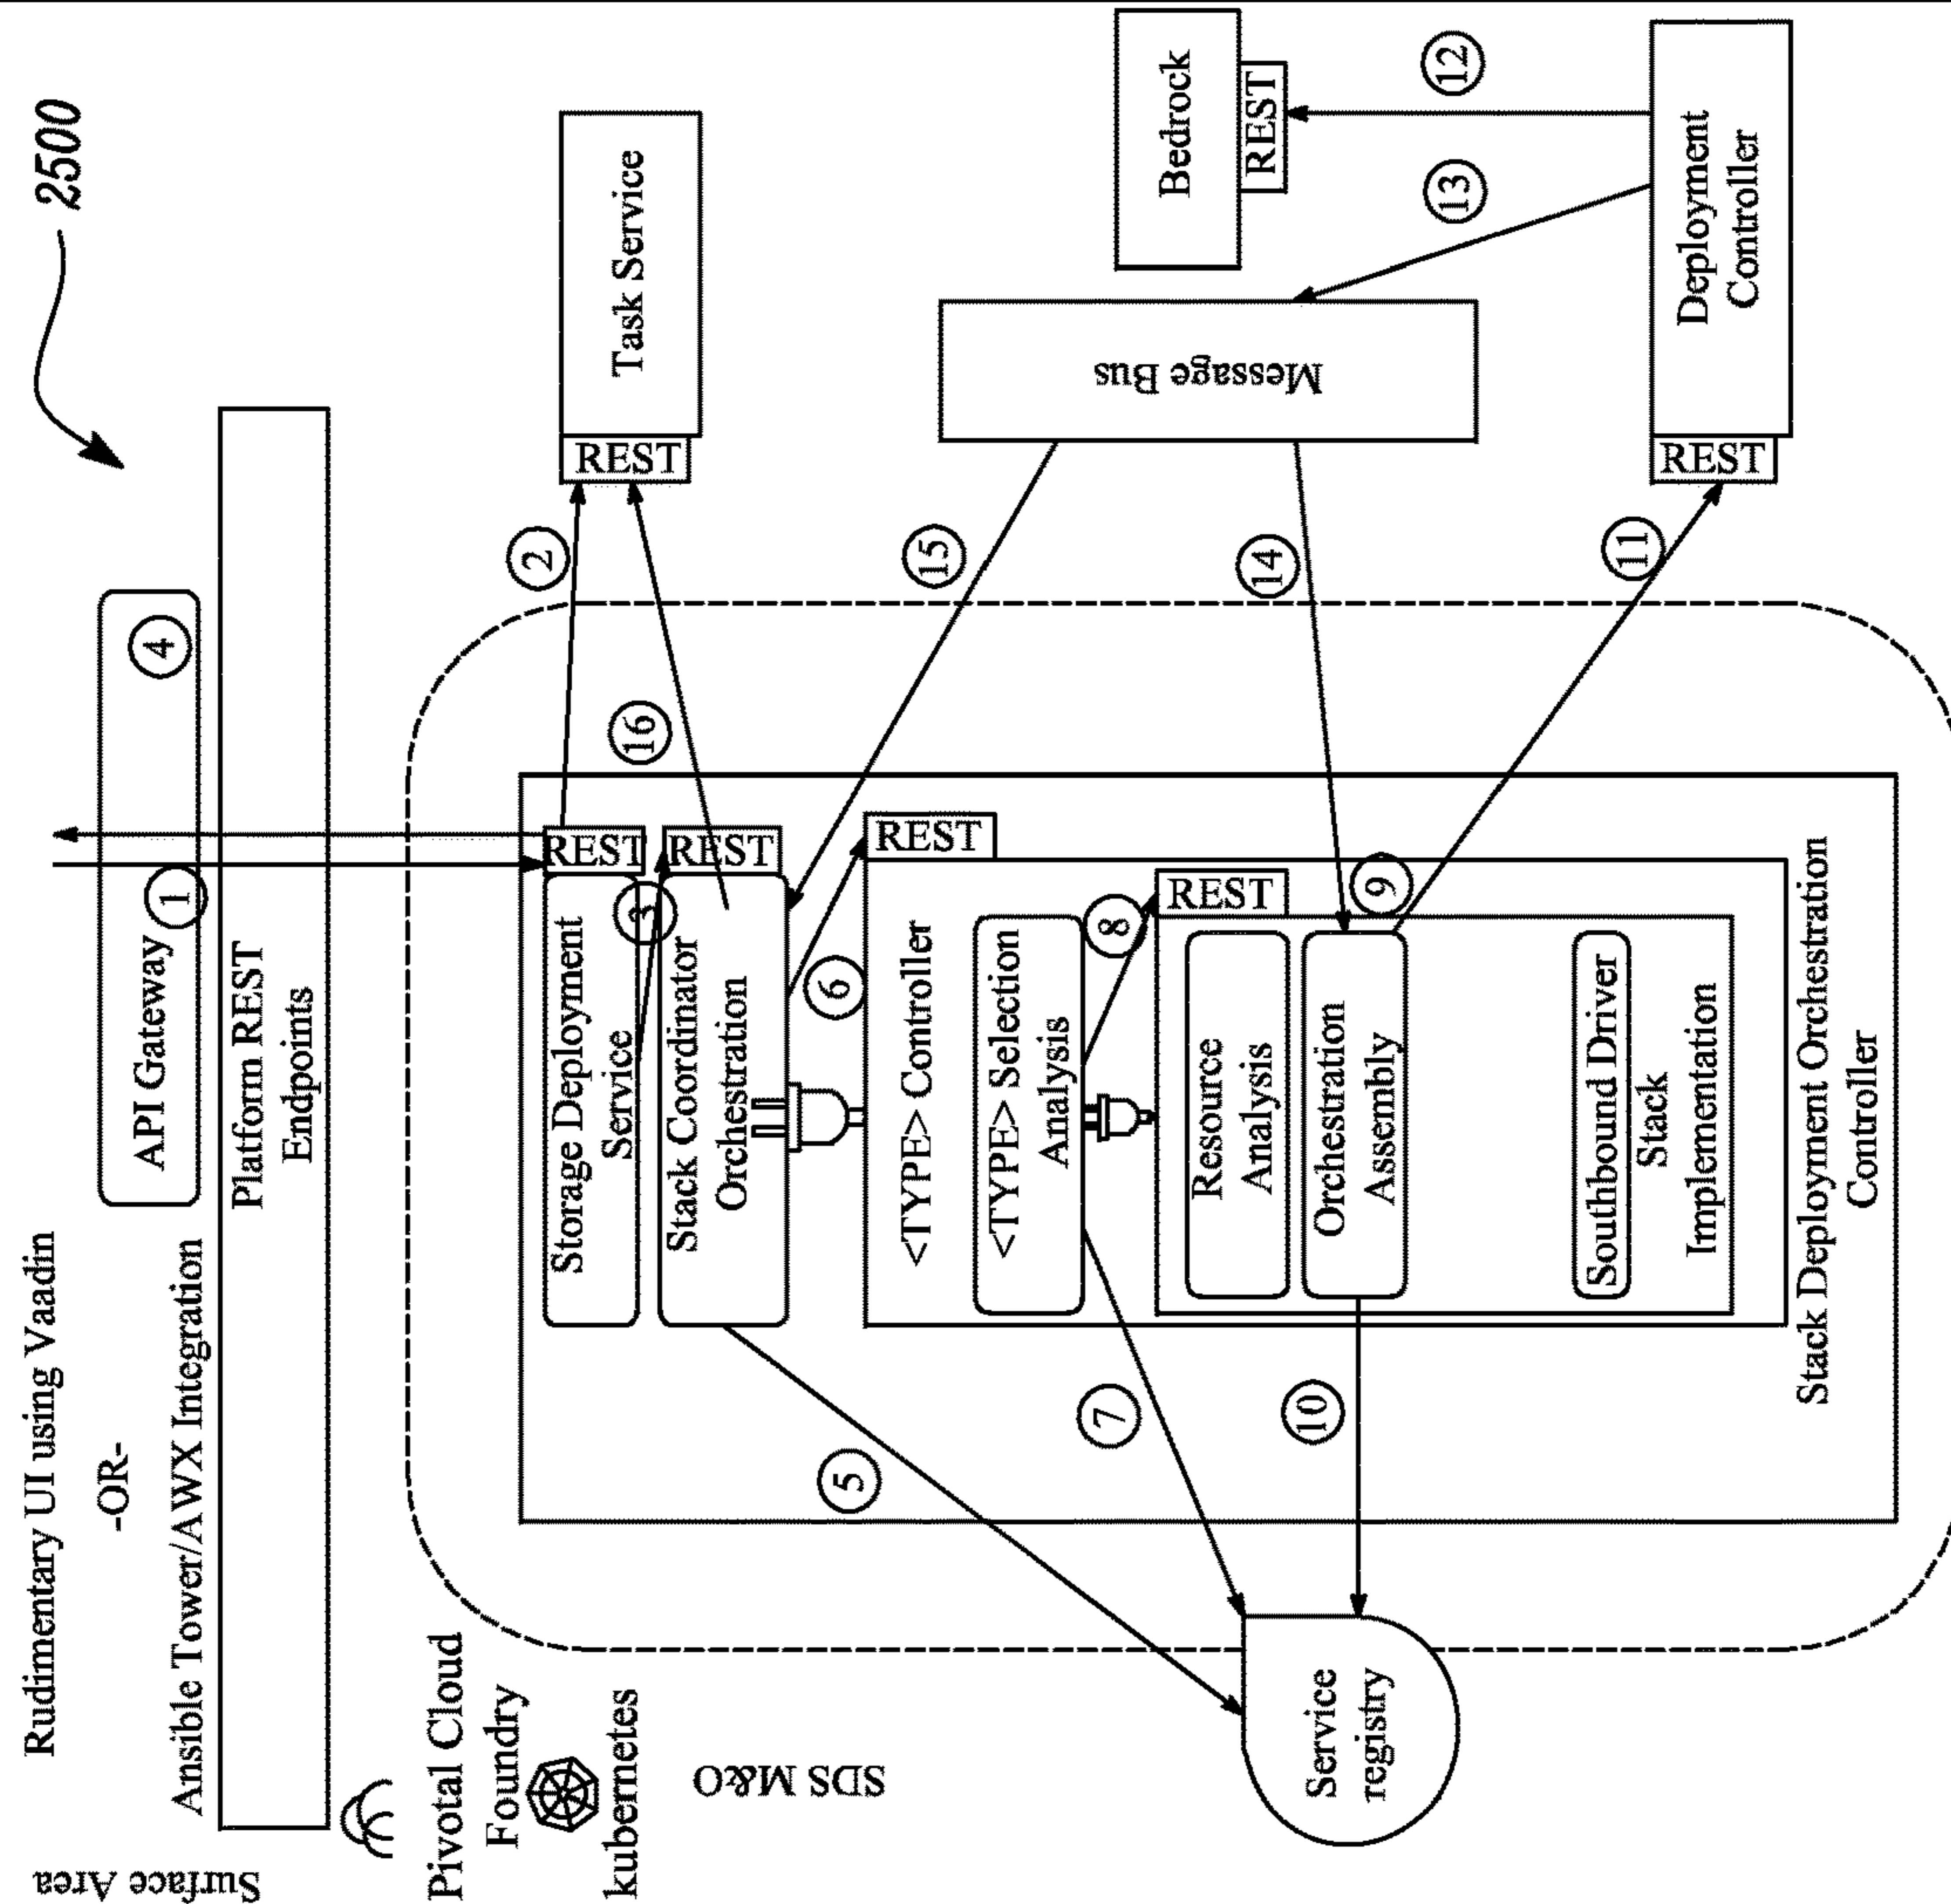 2500
Rudimentary UI using Vaadin
-OR-
Ansible Tower/AWX Integration
Surface Area
API Gateway
1
4
Platform REST
Endpoints
Pivotal Cloud
Foundry
kubernetes
SDS M&O
Storage Deployment
Service
REST
2
REST
Task Service
3
Stack Coordinator
Orchestration
REST
16
5
6
15
<TYPE> Controller
REST
<TYPE> Selection
Analysis
7
8
REST
Resource
Analysis
Orchestration
Assembly
9
10
14
11
Southbound Driver
Stack
Implementation
Stack Deployment Orchestration
Controller
Service
registry
Message Bus
Bedrock
REST
13
12
REST
Deployment
Controller